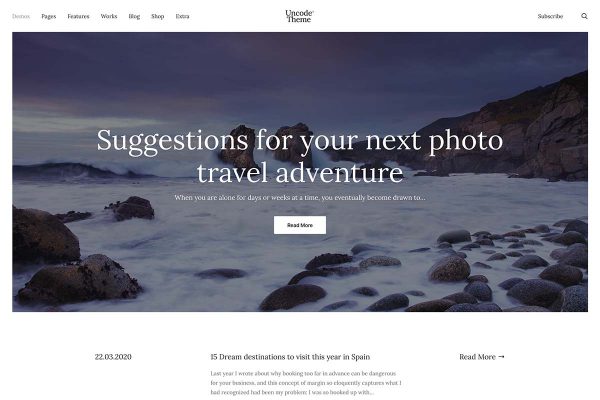 Demos Pages Features Works Blog Shop Extra Uncode® Subscribe
Theme
Suggestions for your next photo
travel adventure
When you are alone for days or weeks at a time, you eventually become drawn to...
Read More
22.03.2020 15 Dream destinations to visit this year in Spain Read More →
Last year I wrote about why booking too far in advance can be dangerous
for your business, and this concept of margin so eloquently captures what I
had recognized had been my problem: I was so booked up with...